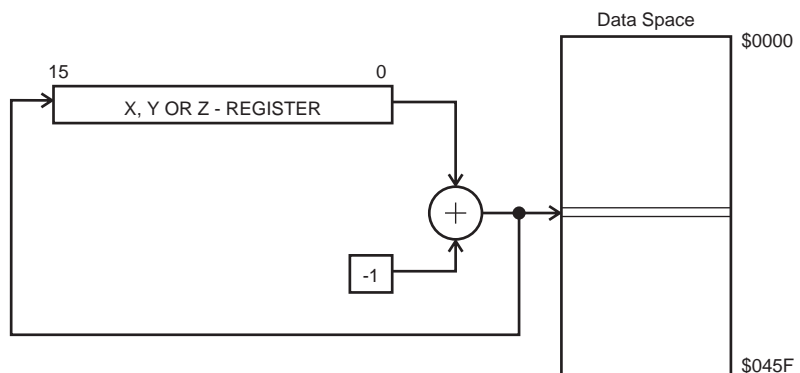 Data Space
$0000
15
0
X, Y OR Z - REGISTER
+
-1
$045F